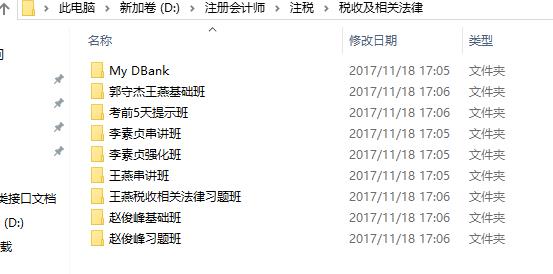 此电脑 > 新加卷 (D:) > 注册会计师 > 注税 > 税收及相关法律
名称 修改日期 类型
My DBank 2017/11/18 17:05 文件夹
郭守杰王燕基础班 2017/11/18 17:06 文件夹
考前5天提示班 2017/11/18 17:06 文件夹
李素贞串讲班 2017/11/18 17:05 文件夹
李素贞强化班 2017/11/18 17:06 文件夹
王燕串讲班 2017/11/18 17:05 文件夹
王燕税收相关法律习题班 2017/11/18 17:06 文件夹
赵俊峰基础班 2017/11/18 17:06 文件夹
赵俊峰习题班 2017/11/18 17:05 文件夹
类接口文档
(D:)
载